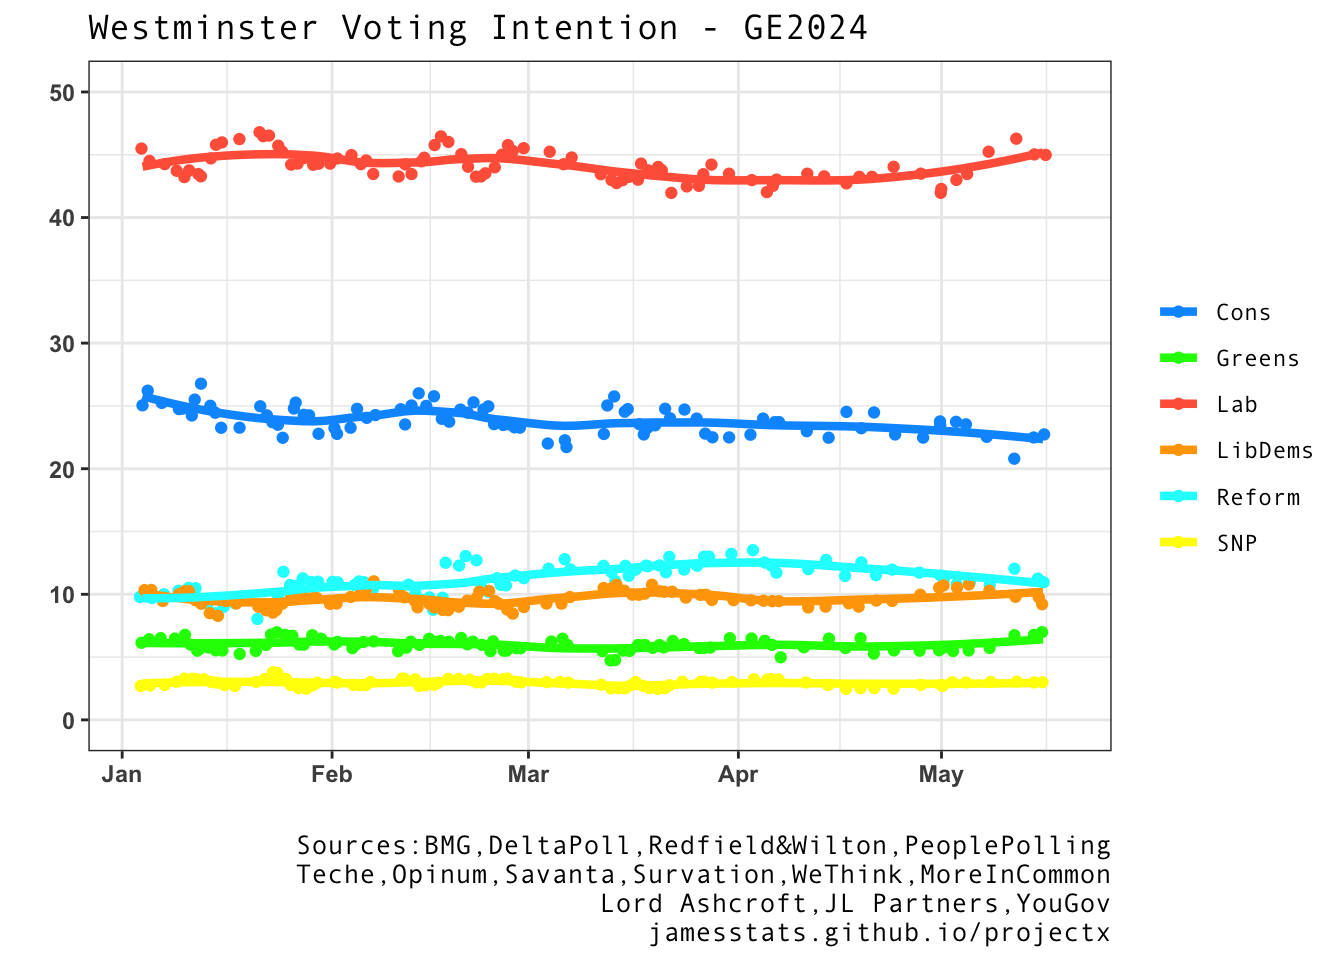 Westminster Voting Intention - GE2024
50
40
30
20
10
0
Jan Feb Mar Apr May
Cons
Greens
Lab
LibDems
Reform
SNP
Sources:BMG,DeltaPoll,Redfield&Wilton,PeoplePolling
Teche,Opinum,Savanta,Survation,WeThink,MoreInCommon
Lord Ashcroft,JL Partners,YouGov
jamesstats.github.io/projectx